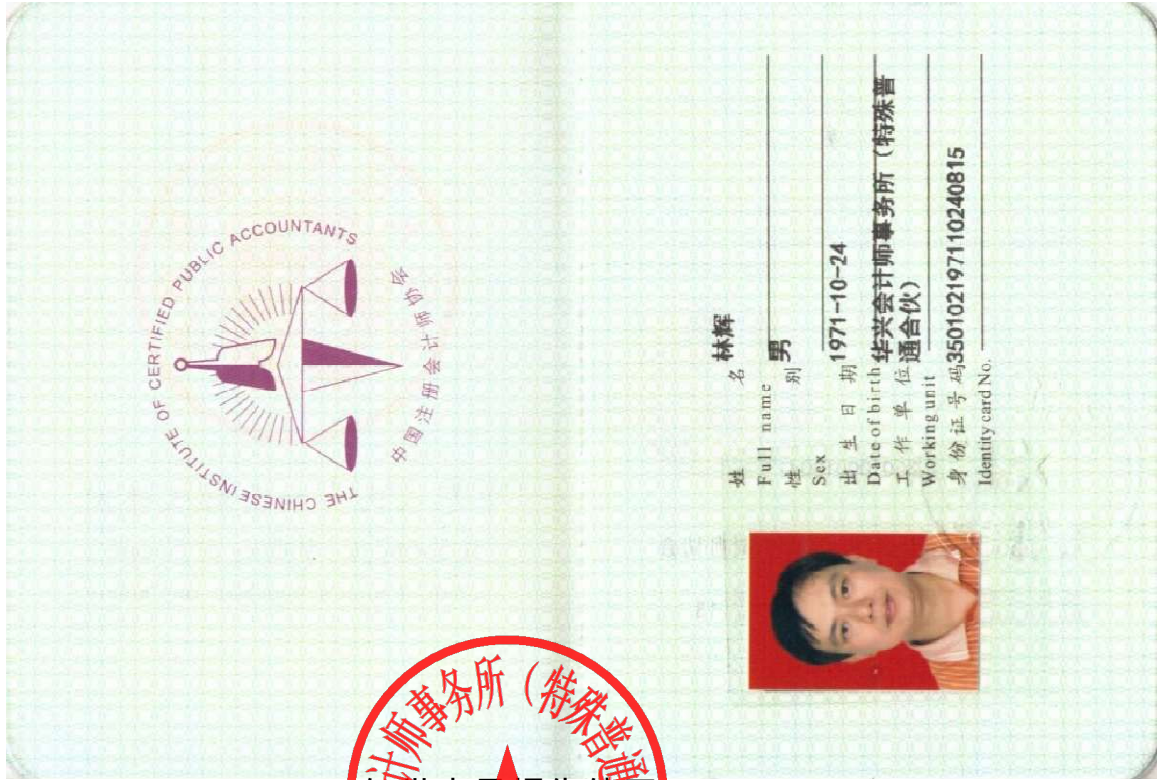 THE CHINESE INSTITUTE OF CERTIFIED PUBLIC ACCOUNTANTS
中国注册会计师协会
姓 名 林辉
Full name
性 别 男
Sex
出 生 日 期 1971-10-24
Date of birth
工 作 单 位 华兴会计师事务所（特殊普
通合伙）
Working unit
身 份 证 号 码 350102197110240815
Identity card No.
计师事务所（特殊普通